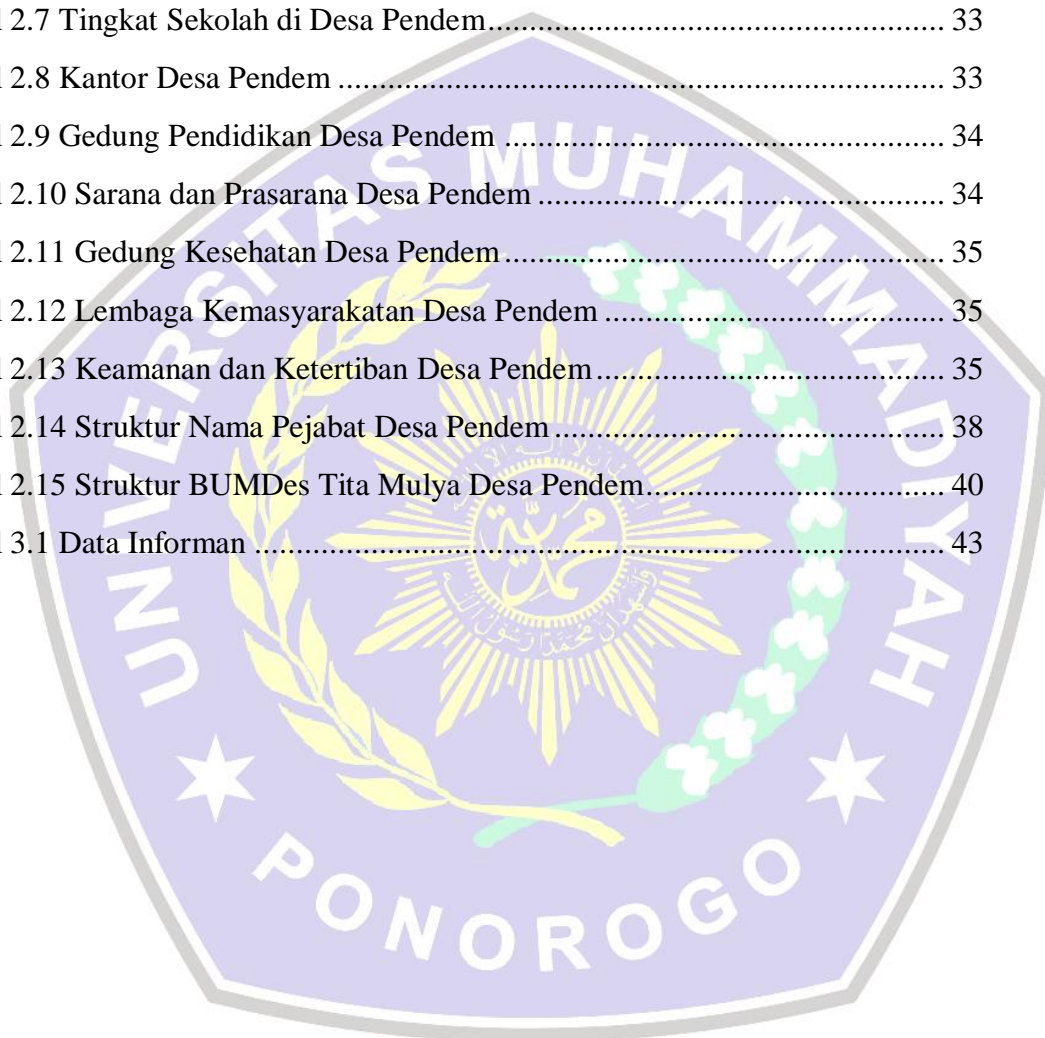 l 2.7 Tingkat Sekolah di Desa Pendem.................................................. 33
l 2.8 Kantor Desa Pendem .................................................................. 33
l 2.9 Gedung Pendidikan Desa Pendem ................................................ 34
l 2.10 Sarana dan Prasarana Desa Pendem ............................................ 34
l 2.11 Gedung Kesehatan Desa Pendem ................................................ 35
l 2.12 Lembaga Kemasyarakatan Desa Pendem ..................................... 35
l 2.13 Keamanan dan Ketertiban Desa Pendem ...................................... 35
l 2.14 Struktur Nama Pejabat Desa Pendem ........................................... 38
l 2.15 Struktur BUMDes Tita Mulya Desa Pendem ................................. 40
l 3.1 Data Informan ........................................................................... 43
UNIVERSITAS MUHAMMADIYAH
PONOROGO
محمدية